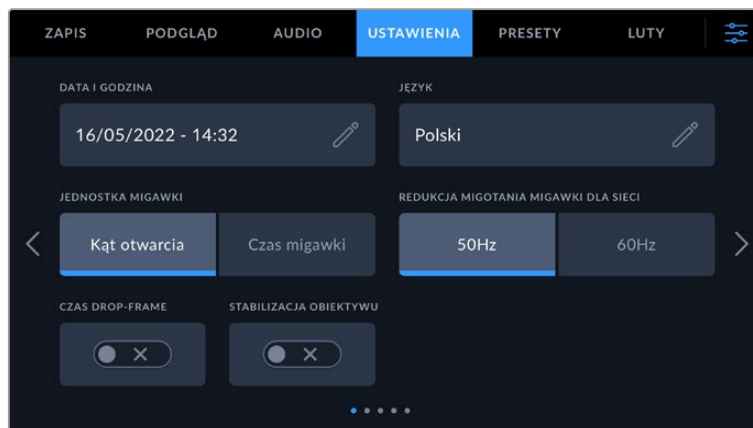 ZAPIS PODGLĄD AUDIO USTAWIENIA PRESETY LUTY
DATA I GODZINA JĘZYK
16/05/2022 - 14:32 Polski
JEDNOSTKA MIGAWKI REDUKCJA MIGOTANIA MIGAWKI DLA SIECI
Kąt otwarcia Czas migawki 50Hz 60Hz
CZAS DROP-FRAME STABILIZACJA OBIEKTYWU